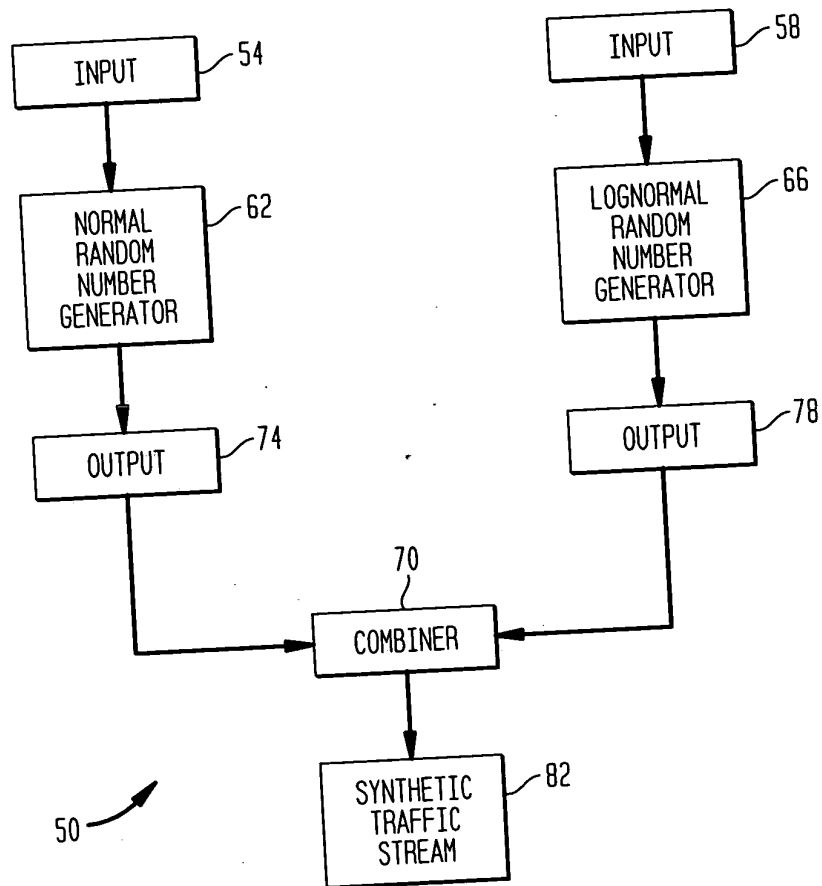 INPUT
54
INPUT
58
NORMAL
RANDOM
NUMBER
GENERATOR
62
LOGNORMAL
RANDOM
NUMBER
GENERATOR
66
OUTPUT
74
OUTPUT
78
70
COMBINER
SYNTHETIC
TRAFFIC
STREAM
82
50